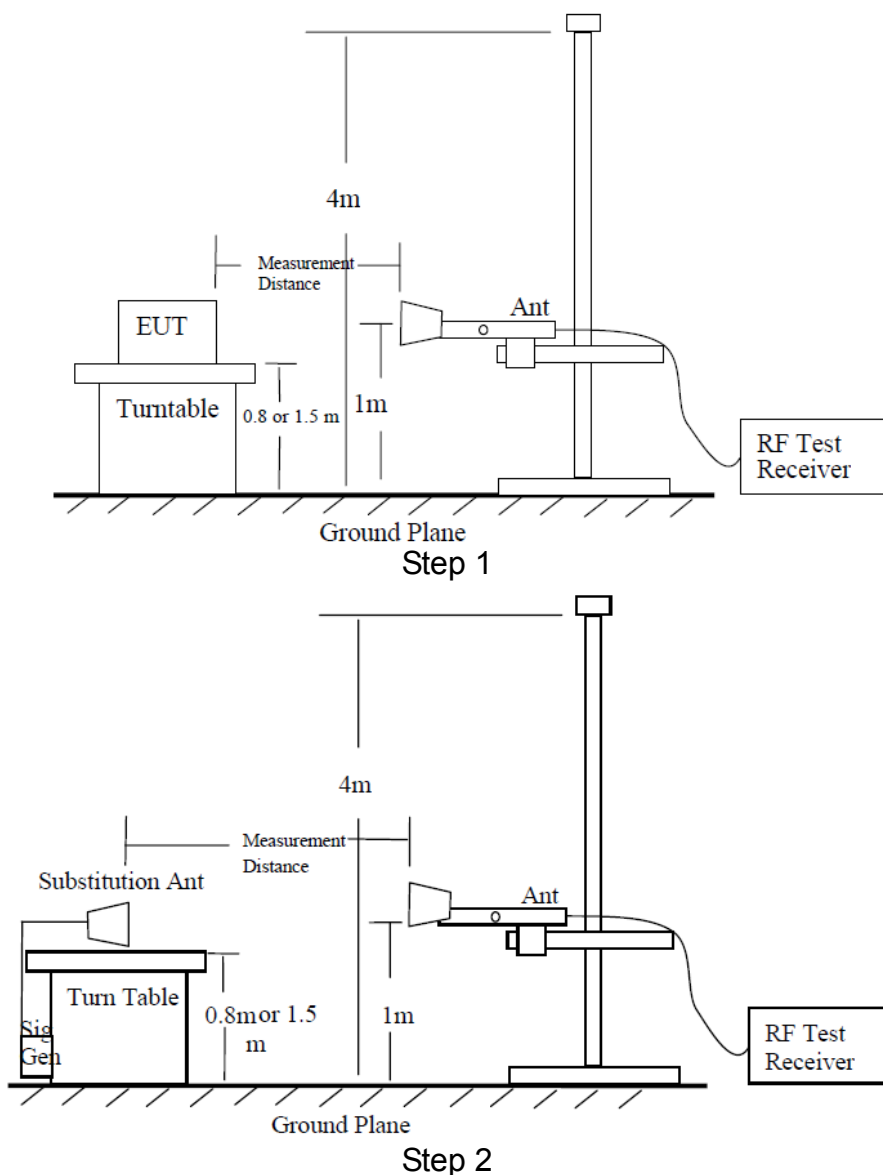 4m
Measurement
Distance
EUT
Ant
Turntable
0.8 or 1.5 m
1m
RF Test
Receiver
Ground Plane
Step 1
4m
Measurement
Distance
Substitution Ant
Ant
Turn Table
0.8m or 1.5
m
1m
Sig
Gen
RF Test
Receiver
Ground Plane
Step 2